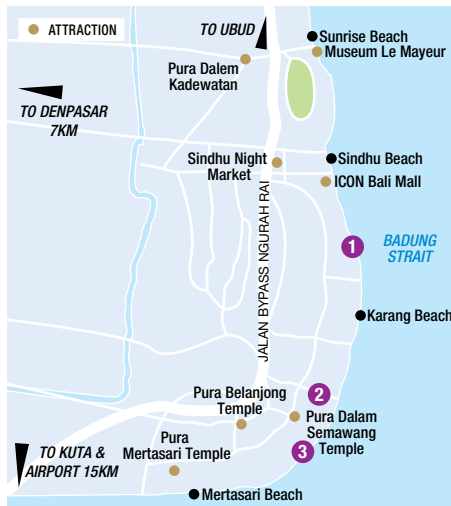 ATTRACTION
TO UBUD
Sunrise Beach
Museum Le Mayeur
Pura Dalem
Kadewatan
TO DENPASAR
7KM
Sindhu Night
Market
Sindhu Beach
ICON Bali Mall
1
BADUNG
STRAIT
JALAN BYPASS NGURAH RAI
Karang Beach
2
Pura Belanjong
Temple
Pura Dalam
Semawang
Temple
3
Pura
Mertasari Temple
TO KUTA &
AIRPORT 15KM
Mertasari Beach